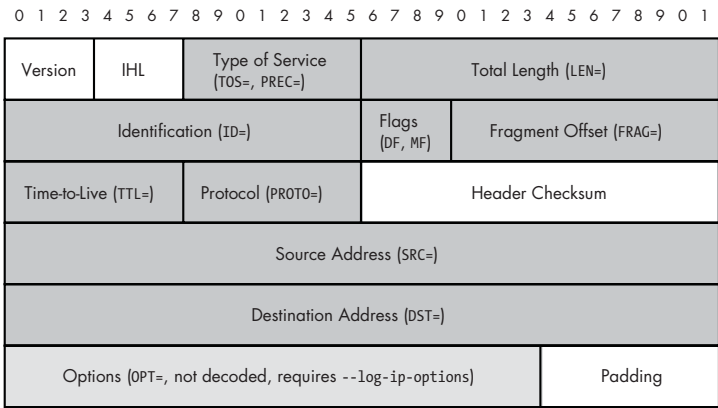 0 1 2 3 4 5 6 7 8 9 0 1 2 3 4 5 6 7 8 9 0 1 2 3 4 5 6 7 8 9 0 1
Version IHL Type of Service Total Length (LEN=)
(TOS=, PREC=)
Identification (ID=) Flags Fragment Offset (FRAG=)
(DF, MF)
Time-to-Live (TTL=) Protocol (PROTO=) Header Checksum
Source Address (SRC=)
Destination Address (DST=)
Options (OPT=, not decoded, requires --log-ip-options) Padding